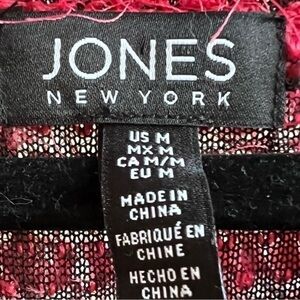 JONES
NEW YORK
US M
MX M
CA M/M
EU M
MADE IN
CHINA
FABRIQUÉ EN
CHINE
HECHO EN
CHINA